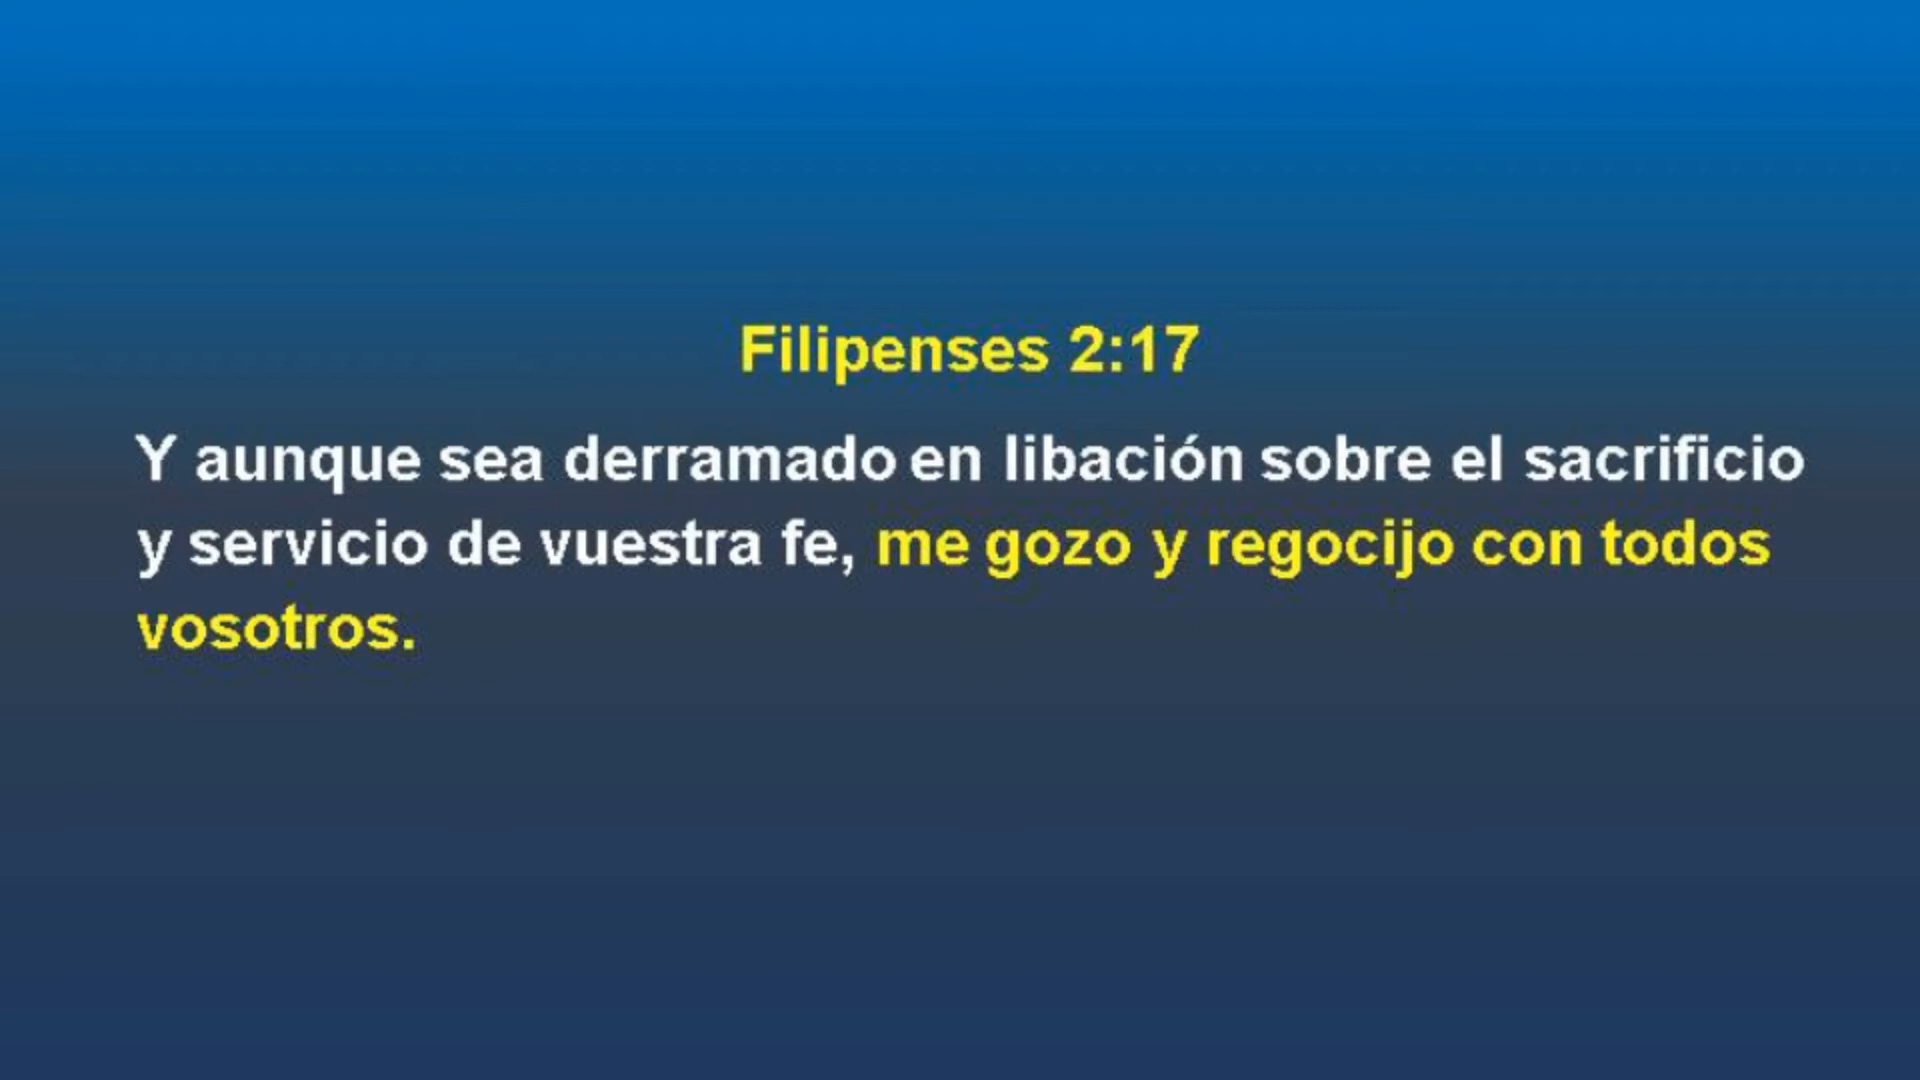 Filipenses 2:17
Y aunque sea derramado en libación sobre el sacrificio
y servicio de vuestra fe, me gozo y regocijo con todos
vosotros.